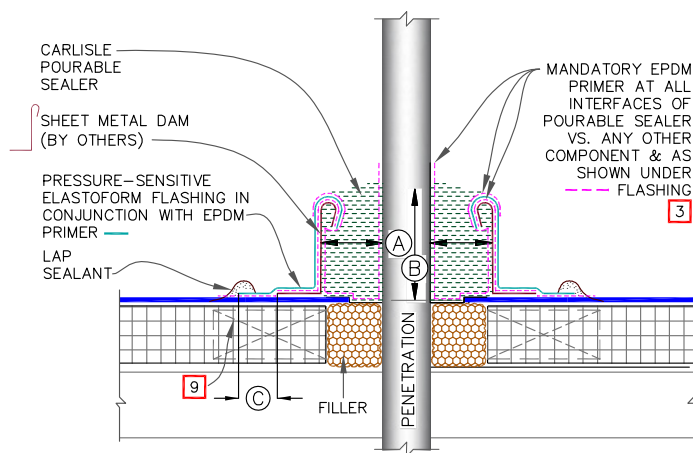 CARLISLE
POURABLE
SEALER
SHEET METAL DAM
(BY OTHERS)
PRESSURE–SENSITIVE
ELASTOFORM FLASHING IN
CONJUNCTION WITH EPDM
PRIMER
LAP
SEALANT
MANDATORY EPDM
PRIMER AT ALL
INTERFACES OF
POURABLE SEALER
VS. ANY OTHER
COMPONENT & AS
SHOWN UNDER
FLASHING
3
A
B
9
C
FILLER
PENETRATION